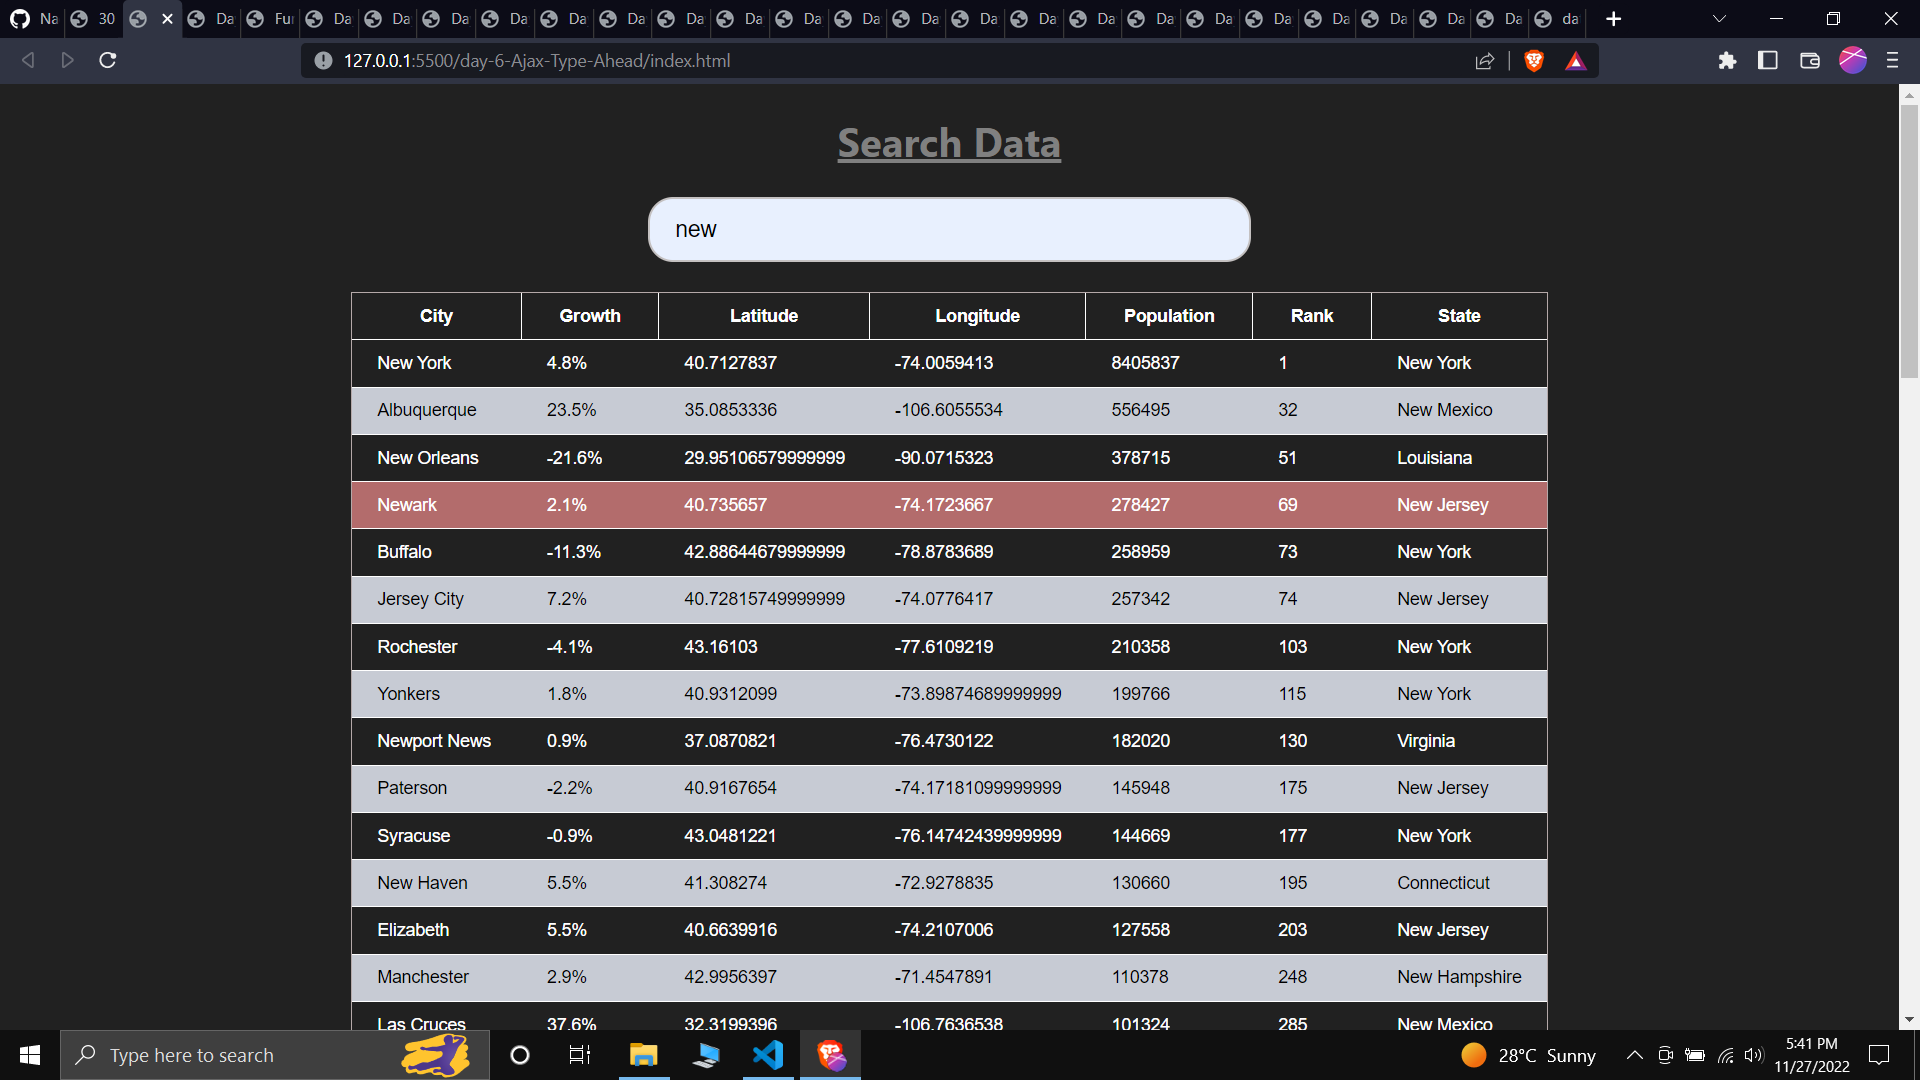 Na 30 Da Fu Da Da Da Da Da Da Da Da Da Da Da Da Da Da Da Da Da Da Da Da Da da
127.0.0.1:5500/day-6-Ajax-Type-Ahead/index.html
Search Data
new
City Growth Latitude Longitude Population Rank State
New York 4.8% 40.7127837 -74.0059413 8405837 1 New York
Albuquerque 23.5% 35.0853336 -106.6055534 556495 32 New Mexico
New Orleans -21.6% 29.95106579999999 -90.0715323 378715 51 Louisiana
Newark 2.1% 40.735657 -74.1723667 278427 69 New Jersey
Buffalo -11.3% 42.88644679999999 -78.8783689 258959 73 New York
Jersey City 7.2% 40.72815749999999 -74.0776417 257342 74 New Jersey
Rochester -4.1% 43.16103 -77.6109219 210358 103 New York
Yonkers 1.8% 40.9312099 -73.89874689999999 199766 115 New York
Newport News 0.9% 37.0870821 -76.4730122 182020 130 Virginia
Paterson -2.2% 40.9167654 -74.17181099999999 145948 175 New Jersey
Syracuse -0.9% 43.0481221 -76.14742439999999 144669 177 New York
New Haven 5.5% 41.308274 -72.9278835 130660 195 Connecticut
Elizabeth 5.5% 40.6639916 -74.2107006 127558 203 New Jersey
Manchester 2.9% 42.9956397 -71.4547891 110378 248 New Hampshire
Las Cruces 37.6% 32.3199396 -106.7636538 101324 285 New Mexico
Type here to search 28°C Sunny 5:41 PM
11/27/2022